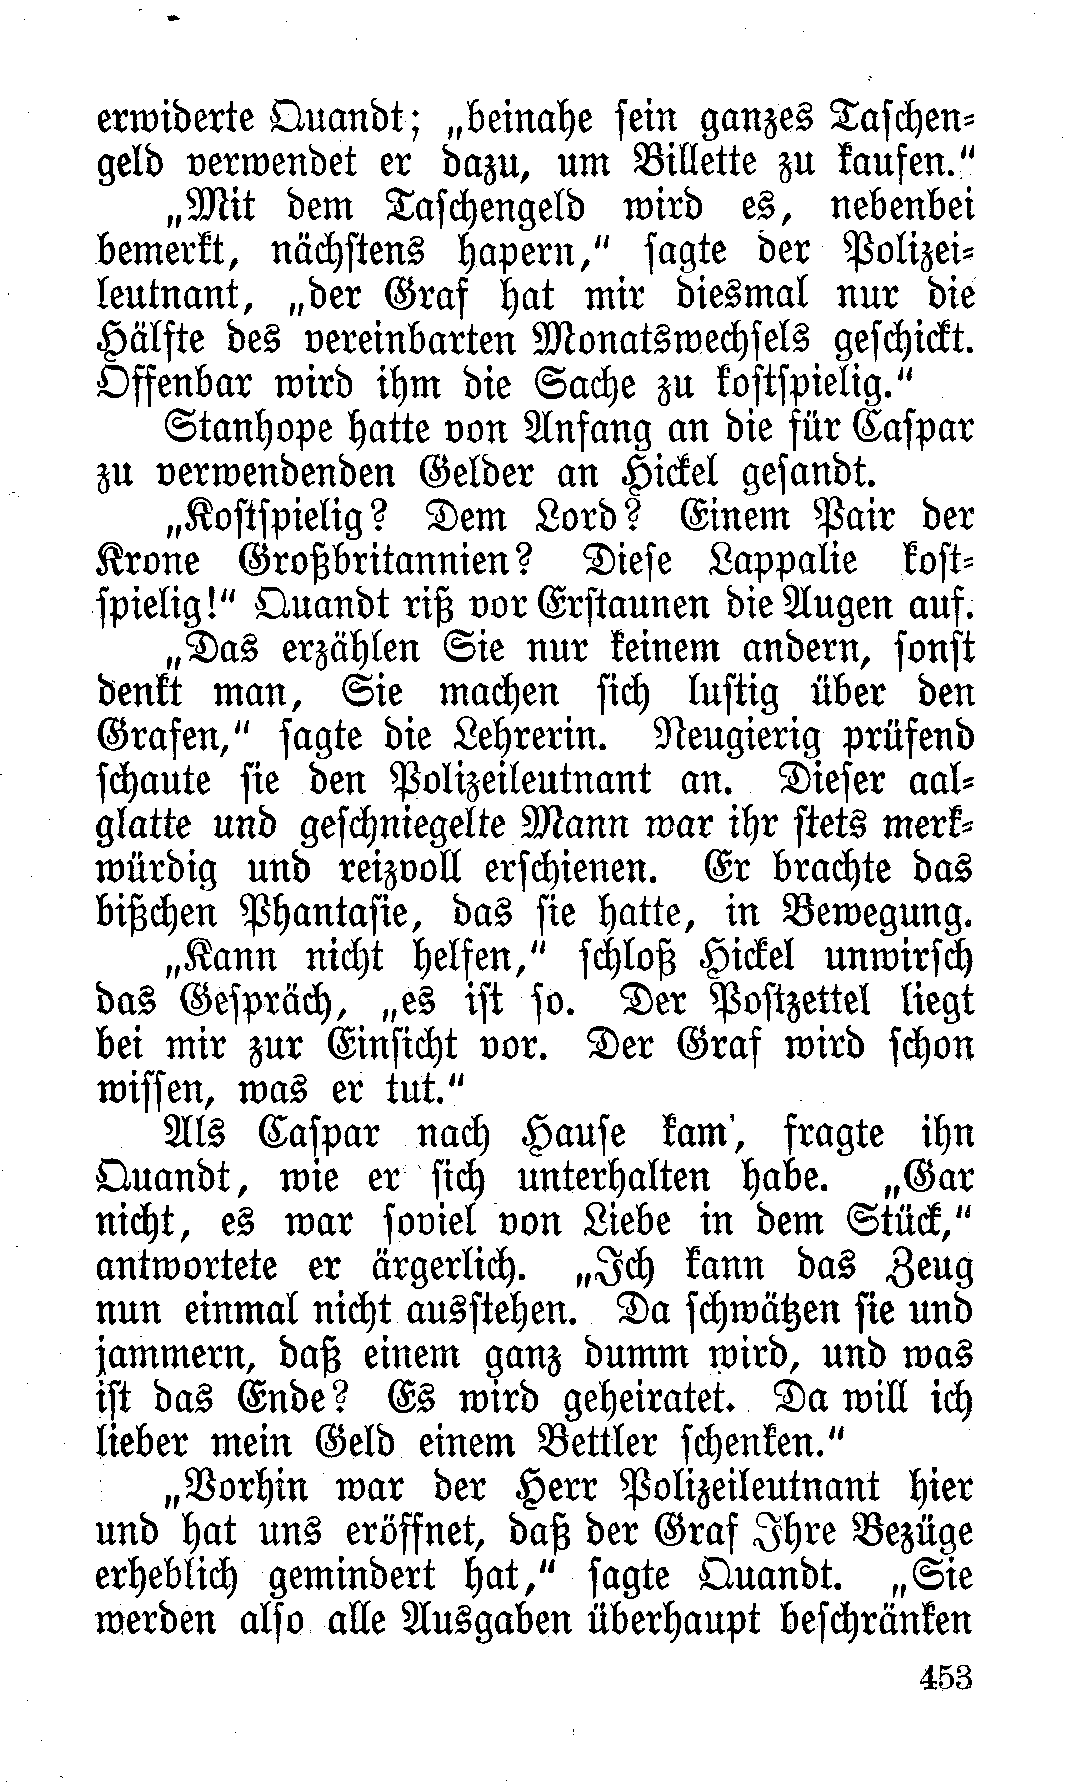 erwiderte Quandt; „beinahe sein ganzes Taschen-
geld verwendet er dazu, um Billette zu kaufen.“
„Mit dem Taschengeld wird es, nebenbei
bemerkt, nächstens hapern,“ sagte der Polizei-
leutnant, „der Graf hat mir diesmal nur die
Hälfte des vereinbarten Monatswechsels geschickt.
Offenbar wird ihm die Sache zu kostspielig.“
Stanhope hatte von Anfang an die für Caspar
zu verwendenden Gelder an Hickel gesandt.
„Kostspielig? Dem Lord? Einem Pair der
Krone Großbritannien? Diese Lappalie kost-
spielig!“ Quandt riß vor Erstaunen die Augen auf.
„Das erzählen Sie nur keinem andern, sonst
denkt man, Sie machen sich lustig über den
Grafen,“ sagte die Lehrerin. Neugierig prüfend
schaute sie den Polizeileutnant an. Dieser aal-
glatte und geschniegelte Mann war ihr stets merk-
würdig und reizvoll erschienen. Er brachte das
bißchen Phantasie, das sie hatte, in Bewegung.
„Kann nicht helfen,“ schloß Hickel unwirsch
das Gespräch, „es ist so. Der Postzettel liegt
bei mir zur Einsicht vor. Der Graf wird schon
wissen, was er tut.“
Als Caspar nach Hause kam, fragte ihn
Quandt, wie er sich unterhalten habe. „Gar
nicht, es war soviel von Liebe in dem Stück,“
antwortete er ärgerlich. „Ich kann das Zeug
nun einmal nicht ausstehen. Da schwätzen sie und
jammern, daß einem ganz dumm wird, und was
ist das Ende? Es wird geheiratet. Da will ich
lieber mein Geld einem Bettler schenken.“
„Vorhin war der Herr Polizeileutnant hier
und hat uns eröffnet, daß der Graf Ihre Bezüge
erheblich gemindert hat,“ sagte Quandt. „Sie
werden also alle Ausgaben überhaupt beschränken
453